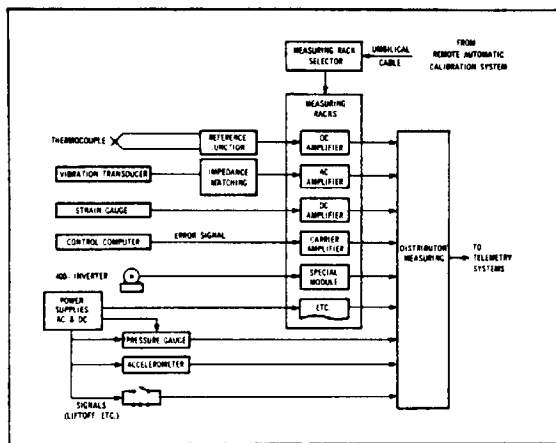 MEASURING RACK
SELECTOR
UMBILICAL
CABLE
FROM
REMOTE AUTOMATIC
CALIBRATION SYSTEM
MEASURING
RACKS
THERMOCOUPLE
REFERENCE
JUNCTION
DC
AMPLIFIER
VIBRATION TRANSDUCER
IMPEDANCE
MATCHING
AC
AMPLIFIER
STRAIN GAUGE
DC
AMPLIFIER
CONTROL COMPUTER
ERROR SIGNAL
CARRIER
AMPLIFIER
DISTRIBUTOR
MEASURING
TO
TELEMETRY
SYSTEMS
400~ INVERTER
SPECIAL
MODULE
POWER
SUPPLIES
AC & DC
ETC.
PRESSURE GAUGE
ACCELEROMETER
SIGNALS
(LIFTOFF ETC.)